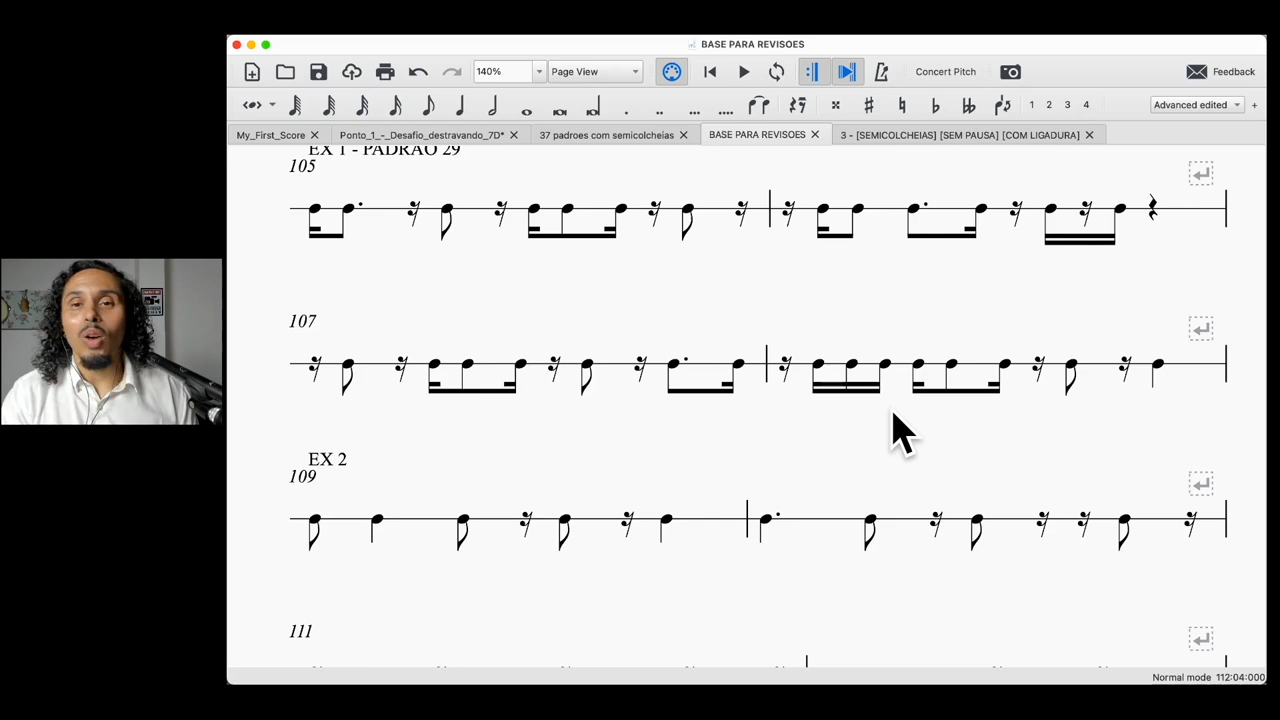 BASE PARA REVISOES
140%
Page View
Concert Pitch
Feedback
1 2 3 4
Advanced edited
+
My_First_Score
Ponto_1_-_Desafio_destravando_7D*
37 padroes com semicolcheias
BASE PARA REVISOES
3 - [SEMICOLCHEIAS] [SEM PAUSA] [COM LIGADURA]
EX 1 - PADRAO 29
105
107
EX 2
109
111
Normal mode 112:04:000